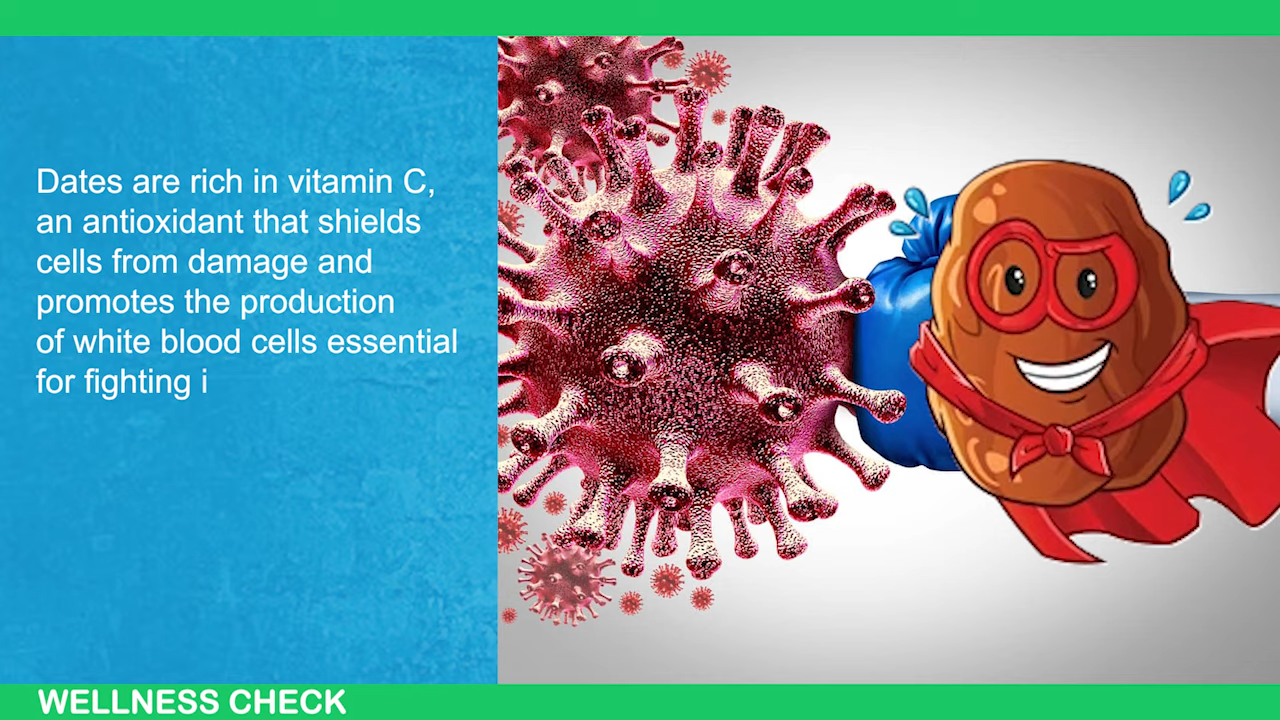 Dates are rich in vitamin C,
an antioxidant that shields
cells from damage and
promotes the production
of white blood cells essential
for fighting i
WELLNESS CHECK